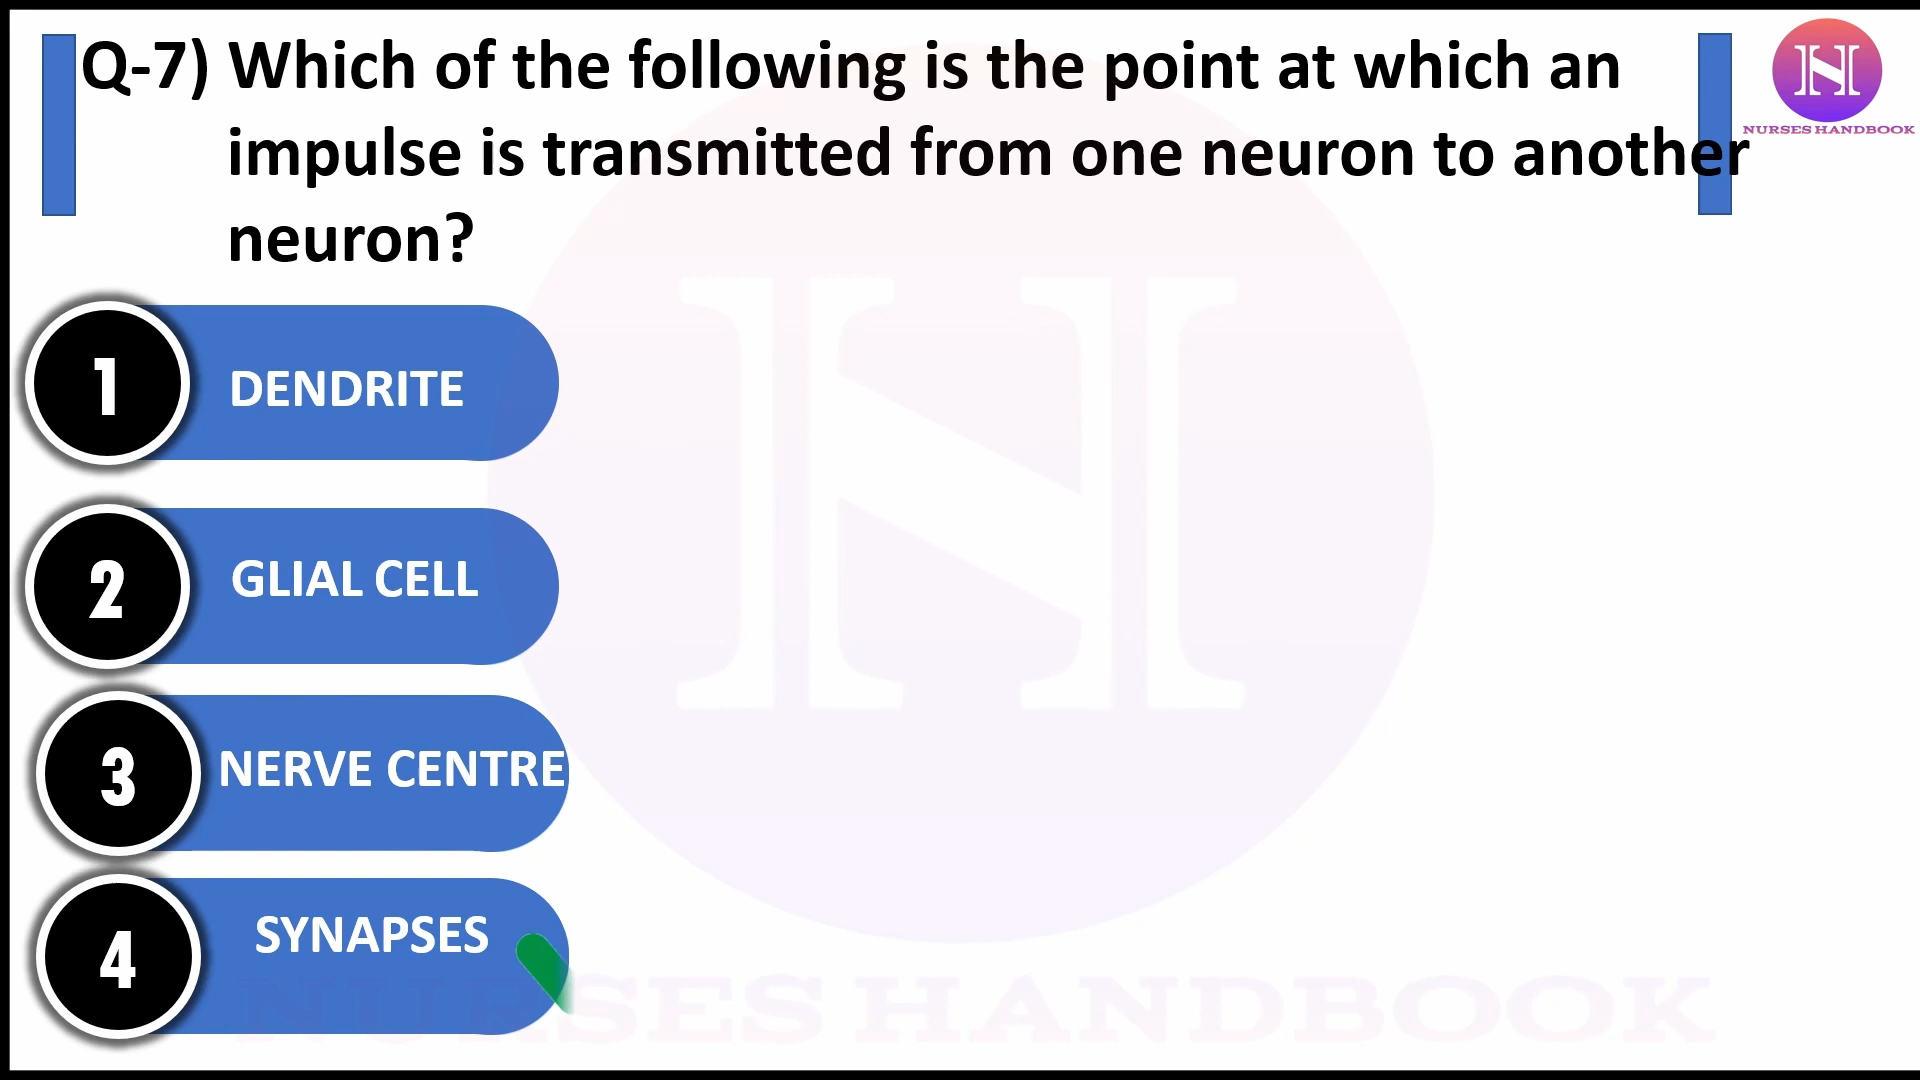 Q-7) Which of the following is the point at which an
impulse is transmitted from one neuron to another
neuron?
NURSES HANDBOOK
1
DENDRITE
2
GLIAL CELL
3
NERVE CENTRE
4
SYNAPSES
NURSES HANDBOOK